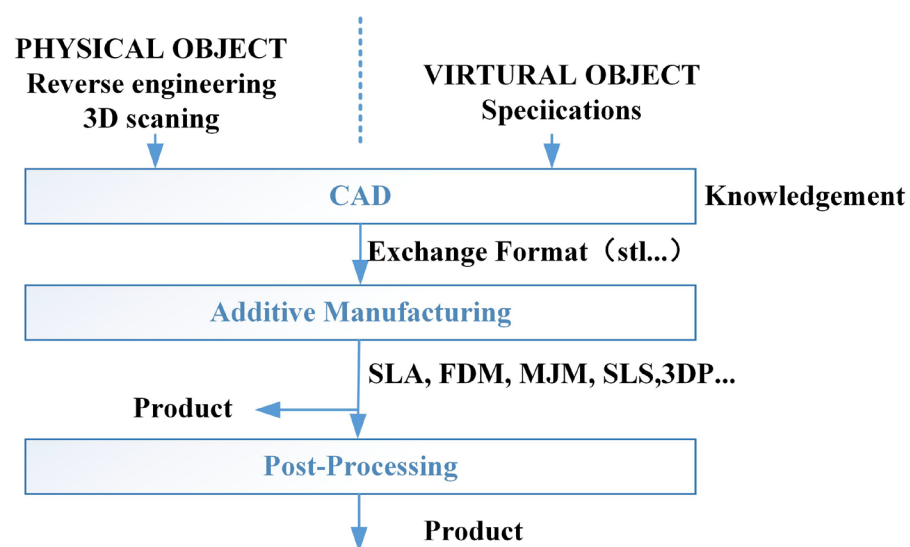 PHYSICAL OBJECT
Reverse engineering
3D scaning
VIRTURAL OBJECT
Speciications
CAD
Knowledgement
Exchange Format（stl...）
Additive Manufacturing
SLA, FDM, MJM, SLS,3DP...
Product
Post-Processing
Product